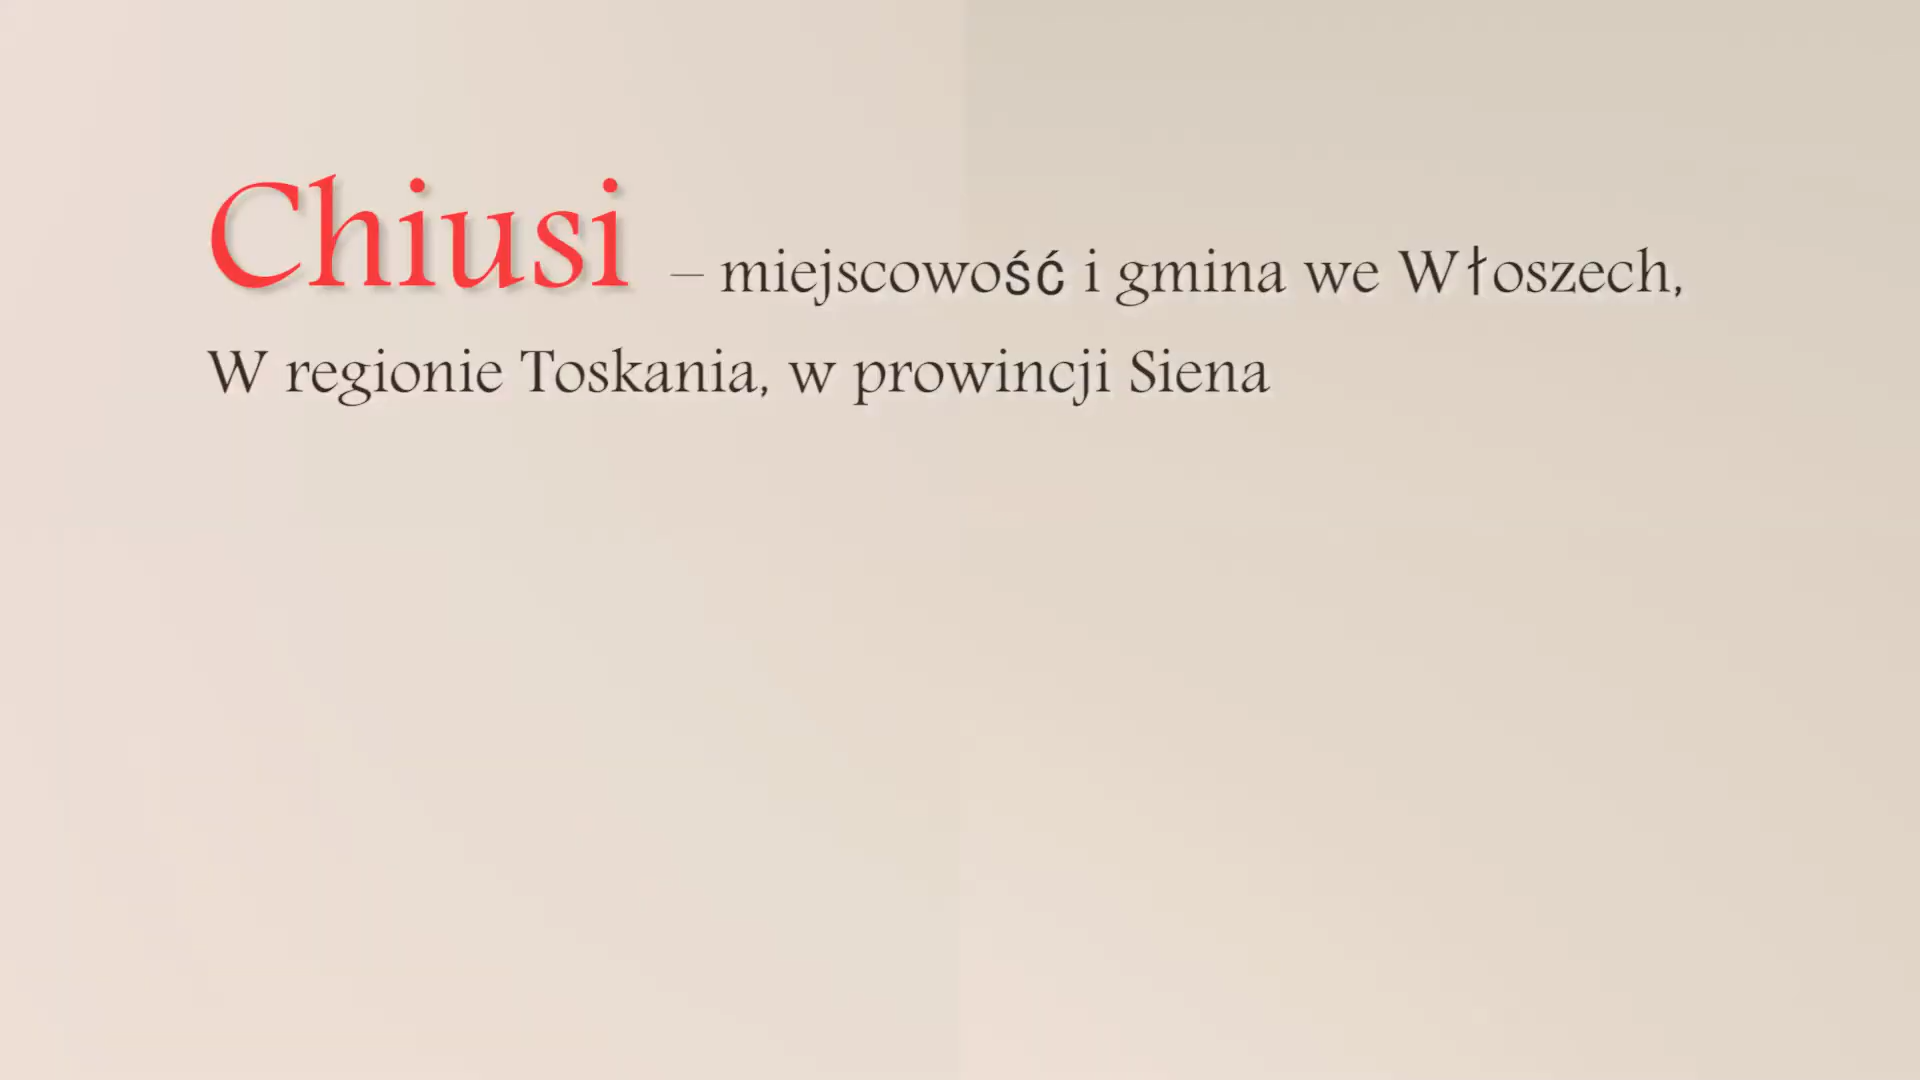 Chiusi – miejscowość i gmina we Włoszech,
W regionie Toskania, w prowincji Siena